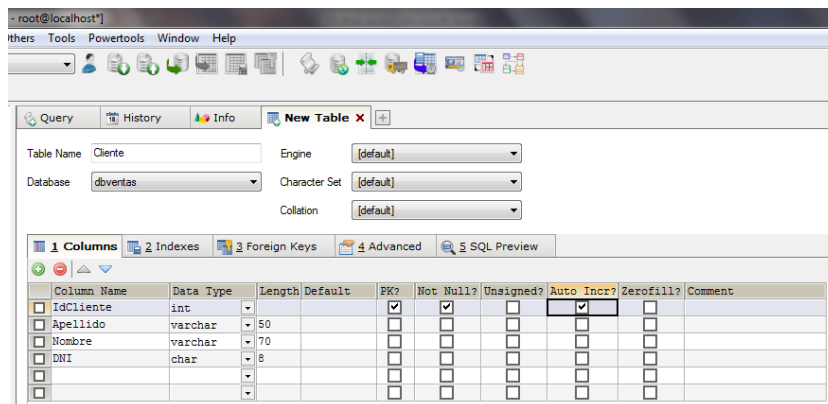 - root@localhost*]
Others Tools Powertools Window Help
Query History Info New Table X
Table Name Cliente Engine [default]
Database dbventas Character Set [default]
Collation [default]
1 Columns 2 Indexes 3 Foreign Keys 4 Advanced 5 SQL Preview
Column Name Data Type Length Default PK? Not Null? Unsigned? Auto Incr? Zerofill? Comment
IdCliente int
Apellido varchar 50
Nombre varchar 70
DNI char 8